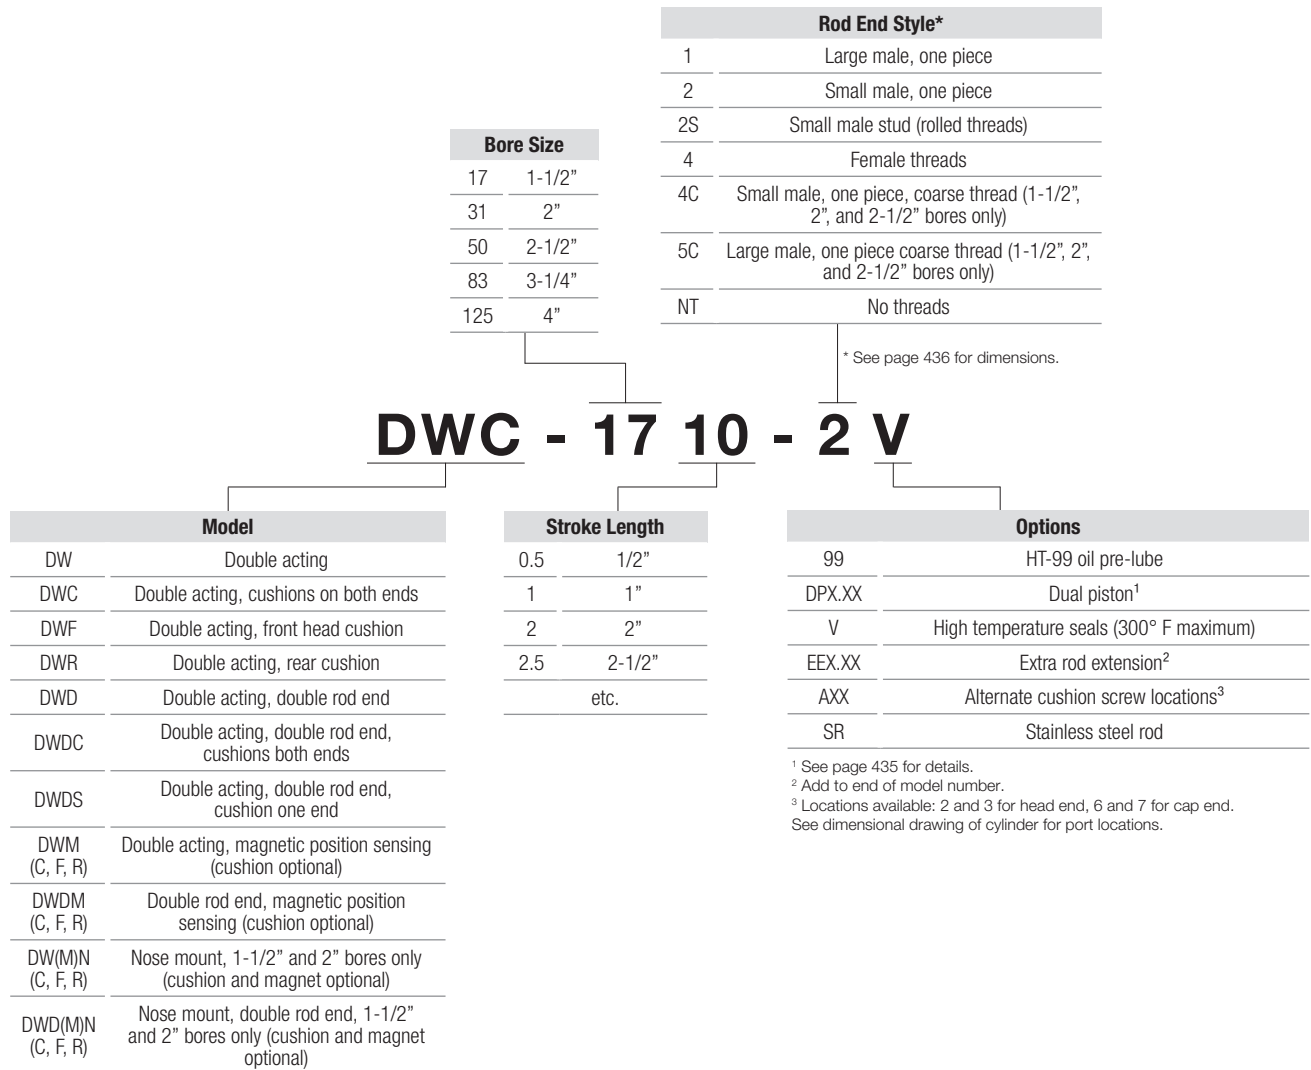 Rod End Style*
1 Large male, one piece
2 Small male, one piece
2S Small male stud (rolled threads)
4 Female threads
4C Small male, one piece, coarse thread (1-1/2”,
2”, and 2-1/2” bores only)
5C Large male, one piece coarse thread (1-1/2”, 2”,
and 2-1/2” bores only)
NT No threads
* See page 436 for dimensions.
Bore Size
17 1-1/2”
31 2”
50 2-1/2”
83 3-1/4”
125 4”
DWC - 17 10 - 2 V
Model
DW Double acting
DWC Double acting, cushions on both ends
DWF Double acting, front head cushion
DWR Double acting, rear cushion
DWD Double acting, double rod end
DWDC Double acting, double rod end,
cushions both ends
DWDS Double acting, double rod end,
cushion one end
DWM Double acting, magnetic position sensing
(C, F, R) (cushion optional)
DWDM Double rod end, magnetic position
(C, F, R) sensing (cushion optional)
DW(M)N Nose mount, 1-1/2” and 2” bores only
(C, F, R) (cushion and magnet optional)
DWD(M)N Nose mount, double rod end, 1-1/2”
(C, F, R) and 2” bores only (cushion and magnet
optional)
Stroke Length
0.5 1/2”
1 1”
2 2”
2.5 2-1/2”
etc.
Options
99 HT-99 oil pre-lube
DPX.XX Dual piston¹
V High temperature seals (300° F maximum)
EEX.XX Extra rod extension²
AXX Alternate cushion screw locations³
SR Stainless steel rod
¹ See page 435 for details.
² Add to end of model number.
³ Locations available: 2 and 3 for head end, 6 and 7 for cap end.
See dimensional drawing of cylinder for port locations.